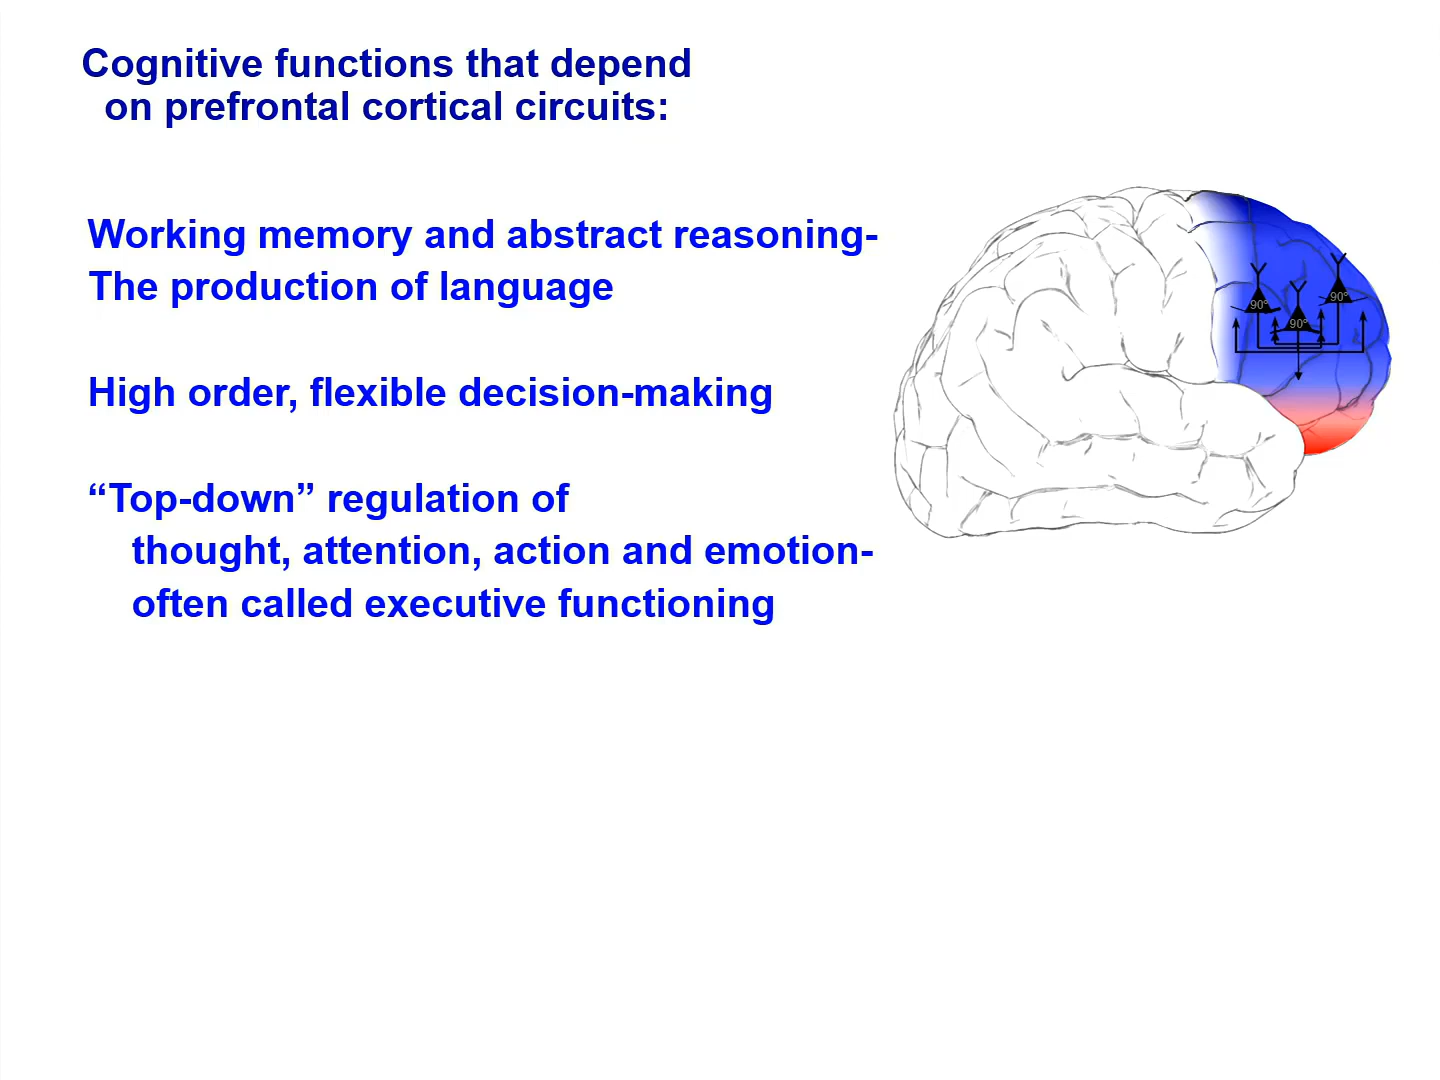 Cognitive functions that depend
on prefrontal cortical circuits:
Working memory and abstract reasoning-
The production of language
High order, flexible decision-making
“Top-down” regulation of
thought, attention, action and emotion-
often called executive functioning
90°
90°
90°